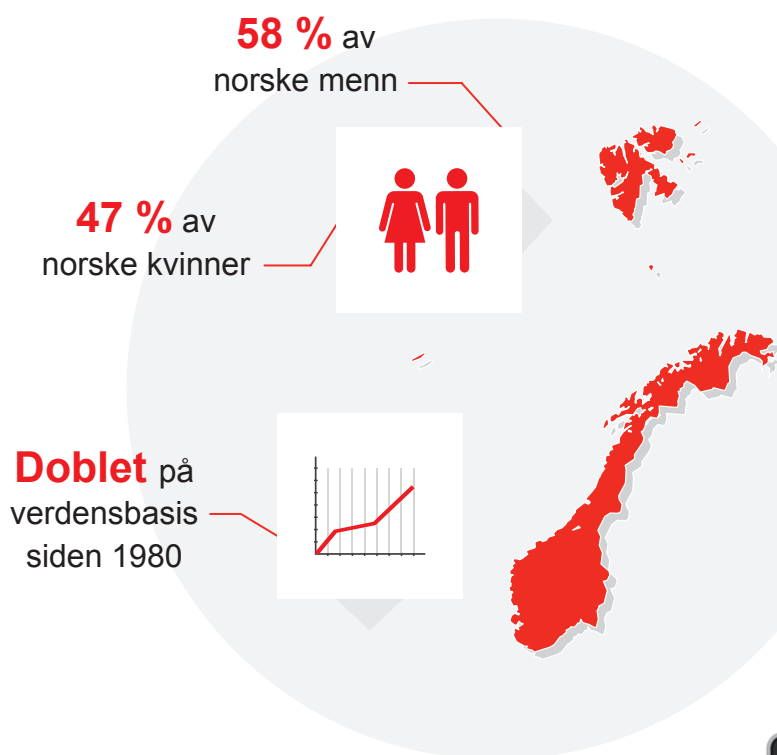 58 % av
norske menn
47 % av
norske kvinner
Doblet på
verdensbasis
siden 1980